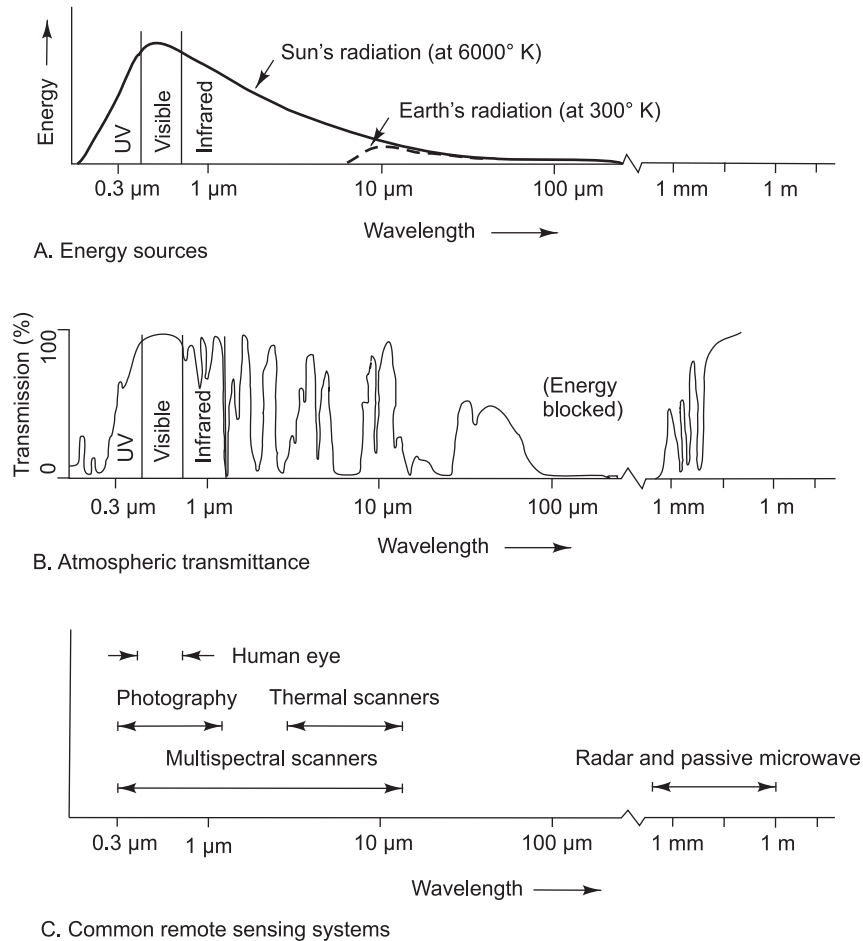 Energy
Sun's radiation (at 6000° K)
Earth's radiation (at 300° K)
UV
Visible
Infrared
0.3 µm
1 µm
10 µm
100 µm
1 mm
1 m
Wavelength
A. Energy sources
Transmission (%)
100
0
UV
Visible
Infrared
(Energy
blocked)
0.3 µm
1 µm
10 µm
100 µm
1 mm
1 m
Wavelength
B. Atmospheric transmittance
Human eye
Photography
Thermal scanners
Multispectral scanners
Radar and passive microwave
0.3 µm
1 µm
10 µm
100 µm
1 mm
1 m
Wavelength
C. Common remote sensing systems